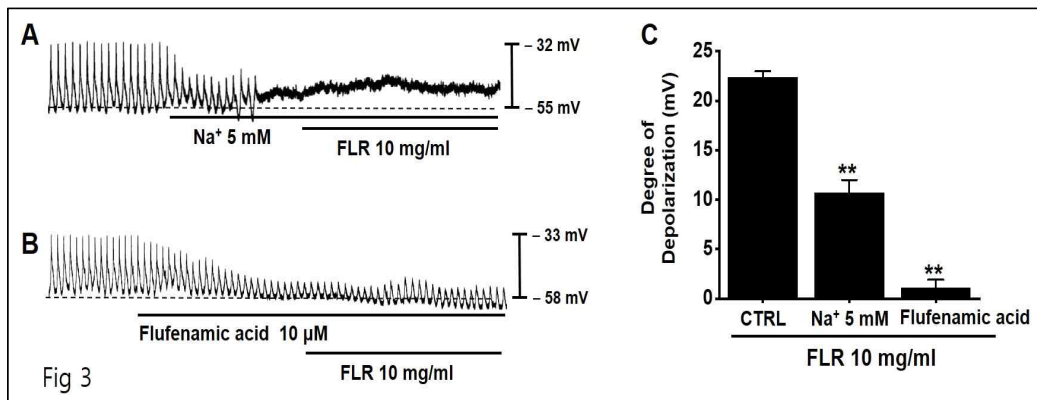 A
– 32 mV
– 55 mV
Na⁺ 5 mM
FLR 10 mg/ml
B
– 33 mV
– 58 mV
Flufenamic acid 10 μM
FLR 10 mg/ml
Fig 3
C
Degree of
Depolarization (mV)
25
20
15
10
5
0
**
**
CTRL Na⁺ 5 mM Flufenamic acid
FLR 10 mg/ml